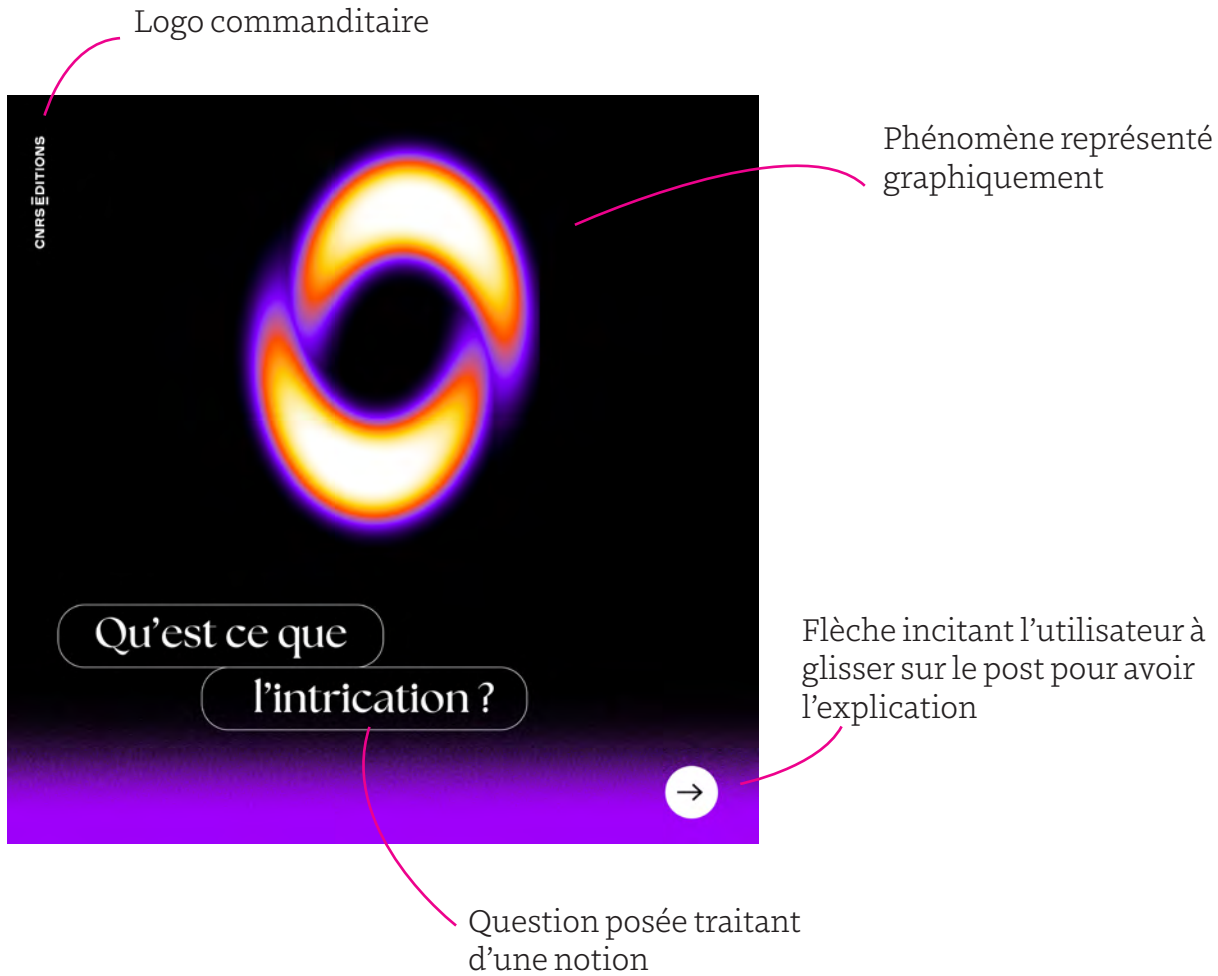 Logo commanditaire
CNRS ÉDITIONS
Phénomène représenté
graphiquement
Qu’est ce que
l’intrication ?
Flèche incitant l’utilisateur à
glisser sur le post pour avoir
l’explication
Question posée traitant
d’une notion